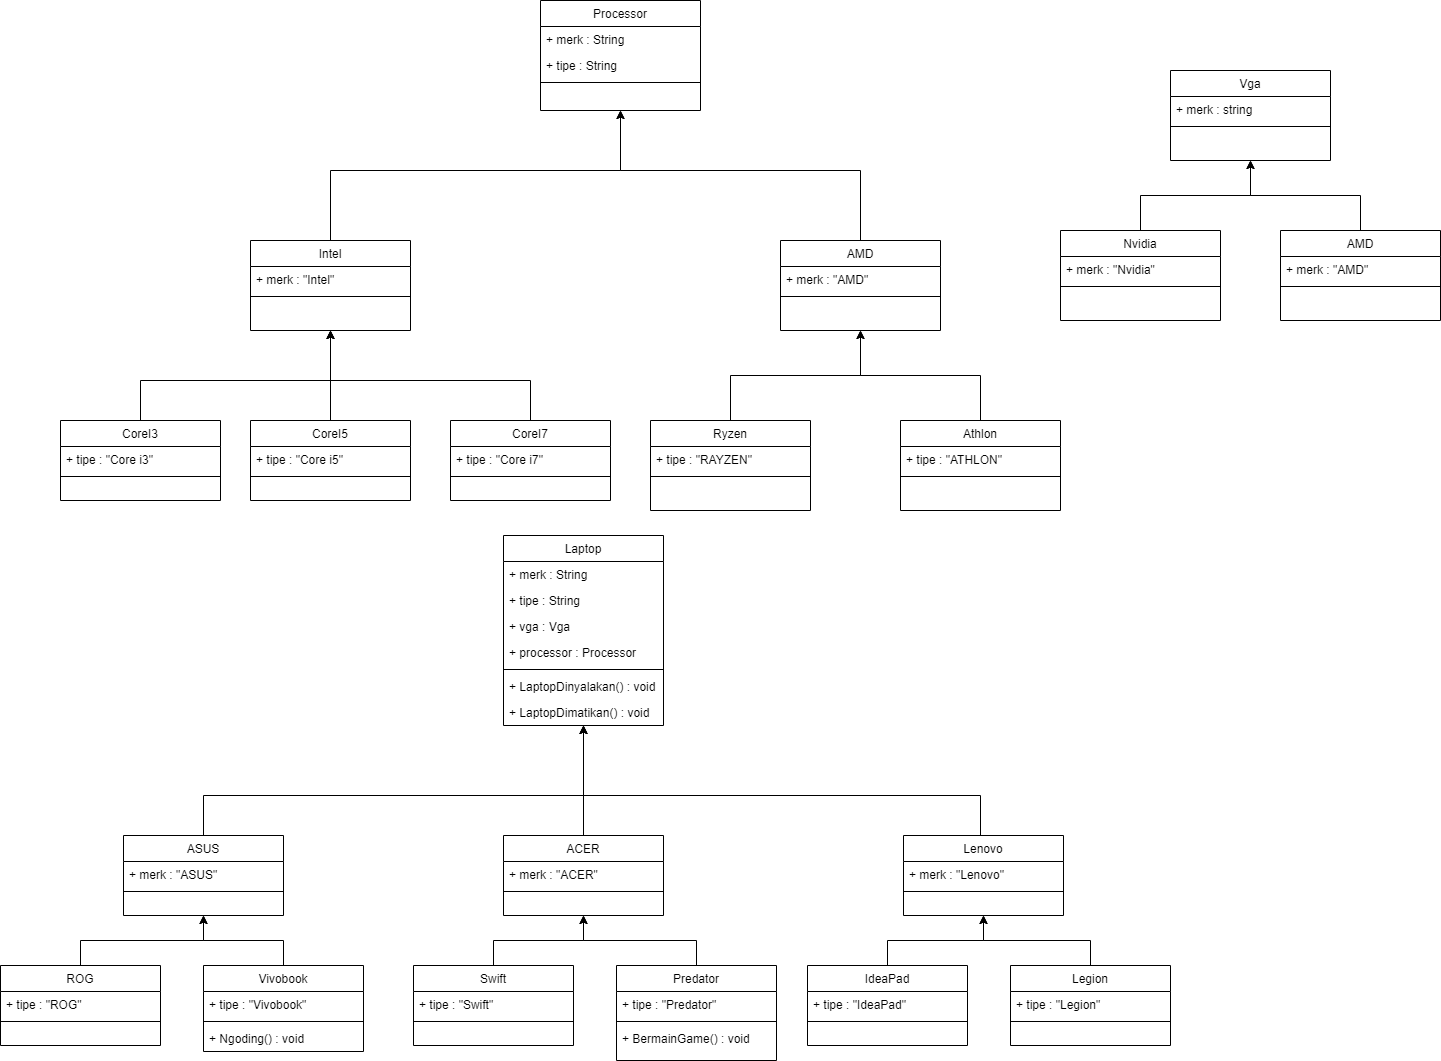 Processor
+ merk : String
+ tipe : String
Vga
+ merk : string
Intel
+ merk : "Intel"
AMD
+ merk : "AMD"
Nvidia
+ merk : "Nvidia"
AMD
+ merk : "AMD"
CoreI3
+ tipe : "Core i3"
CoreI5
+ tipe : "Core i5"
CoreI7
+ tipe : "Core i7"
Ryzen
+ tipe : "RAYZEN"
Athlon
+ tipe : "ATHLON"
Laptop
+ merk : String
+ tipe : String
+ vga : Vga
+ processor : Processor
+ LaptopDinyalakan() : void
+ LaptopDimatikan() : void
ASUS
+ merk : "ASUS"
ACER
+ merk : "ACER"
Lenovo
+ merk : "Lenovo"
ROG
+ tipe : "ROG"
Vivobook
+ tipe : "Vivobook"
+ Ngoding() : void
Swift
+ tipe : "Swift"
Predator
+ tipe : "Predator"
+ BermainGame() : void
IdeaPad
+ tipe : "IdeaPad"
Legion
+ tipe : "Legion"